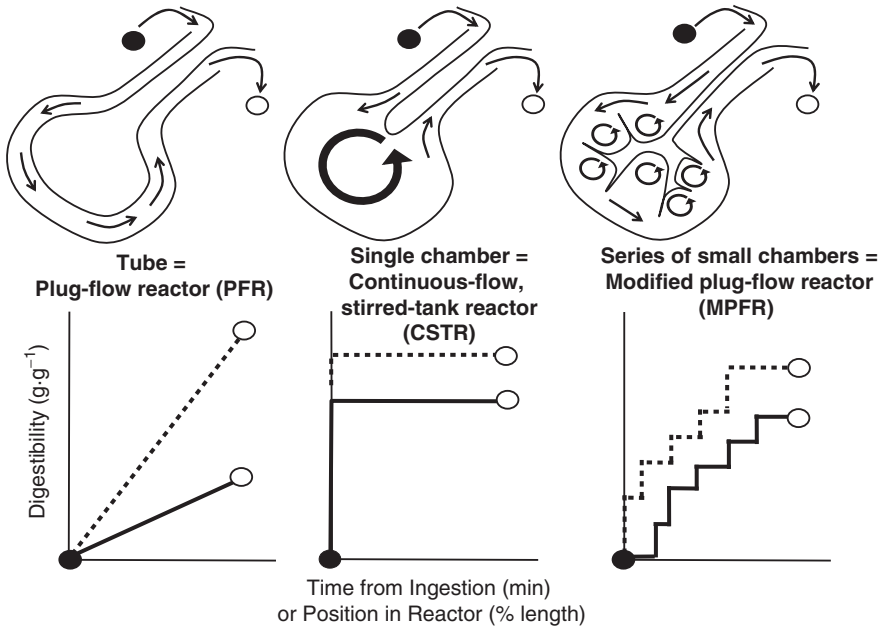 Tube =
Plug-flow reactor (PFR)
Single chamber =
Continuous-flow,
stirred-tank reactor
(CSTR)
Series of small chambers =
Modified plug-flow reactor
(MPFR)
Digestibility (g·g⁻¹)
Time from Ingestion (min)
or Position in Reactor (% length)